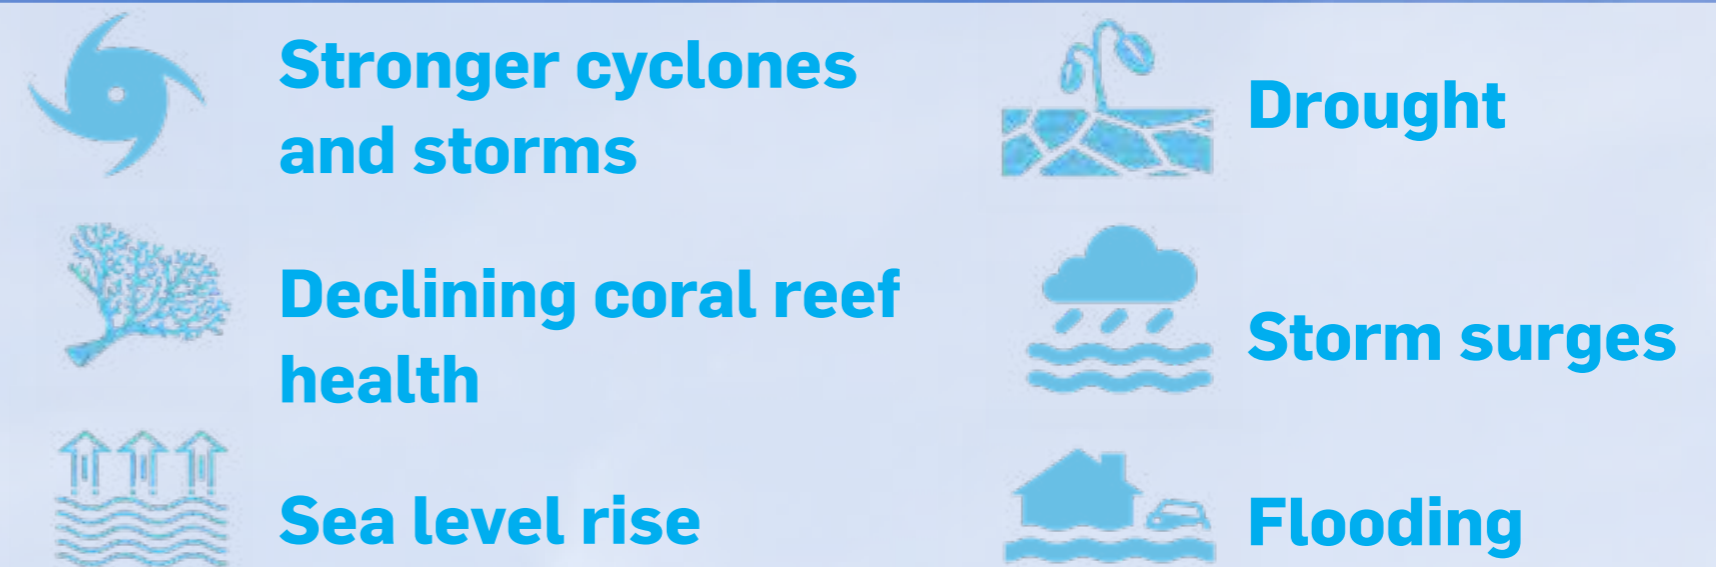 Stronger cyclones
and storms
Declining coral reef
health
Sea level rise
Drought
Storm surges
Flooding